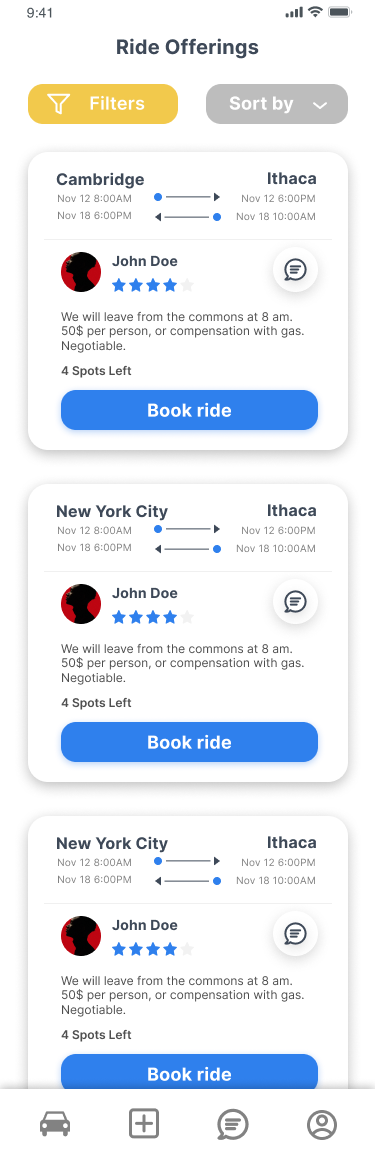 9:41
Ride Offerings
Filters
Sort by
Cambridge Ithaca
Nov 12 8:00AM Nov 12 6:00PM
Nov 18 6:00PM Nov 18 10:00AM
John Doe
We will leave from the commons at 8 am.
50$ per person, or compensation with gas.
Negotiable.
4 Spots Left
Book ride
New York City Ithaca
Nov 12 8:00AM Nov 12 6:00PM
Nov 18 6:00PM Nov 18 10:00AM
John Doe
We will leave from the commons at 8 am.
50$ per person, or compensation with gas.
Negotiable.
4 Spots Left
Book ride
New York City Ithaca
Nov 12 8:00AM Nov 12 6:00PM
Nov 18 6:00PM Nov 18 10:00AM
John Doe
We will leave from the commons at 8 am.
50$ per person, or compensation with gas.
Negotiable.
4 Spots Left
Book ride